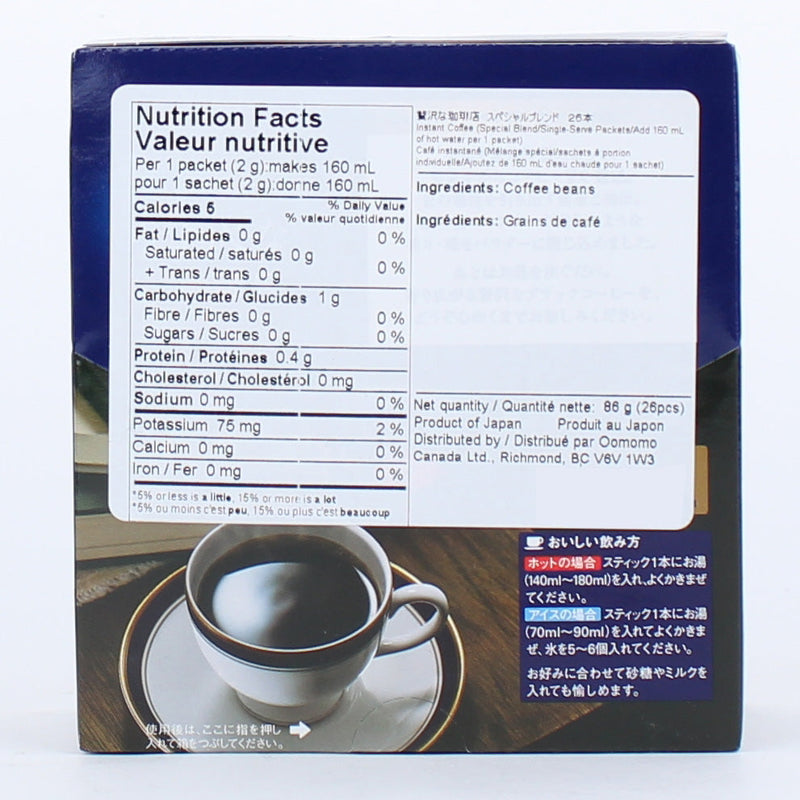 Nutrition Facts
Valeur nutritive
Per 1 packet (2 g):makes 160 mL
pour 1 sachet (2 g):donne 160 mL
Calories 5
% Daily Value
% valeur quotidienne
Fat / Lipides 0 g 0 %
Saturated / saturés 0 g
+ Trans / trans 0 g 0 %
Carbohydrate / Glucides 1 g
Fibre / Fibres 0 g 0 %
Sugars / Sucres 0 g 0 %
Protein / Protéines 0.4 g
Cholesterol / Cholestérol 0 mg
Sodium 0 mg 0 %
Potassium 75 mg 2 %
Calcium 0 mg 0 %
Iron / Fer 0 mg 0 %
*5% or less is a little, 15% or more is a lot
*5% ou moins c'est peu, 15% ou plus c'est beaucoup
贅沢な珈琲店 スペシャルブレンド 26本
Instant Coffee (Special Blend/Single-Serve Packets/Add 160 mL
of hot water per 1 packet)
Café instantané (Mélange spécial/sachets à portion
individuelle/Ajoutez de 160 mL d'eau chaude pour 1 sachet)
Ingredients: Coffee beans
Ingrédients: Grains de café
Net quantity / Quantité nette: 86 g (26pcs)
Product of Japan Produit au Japon
Distributed by / Distribué par Oomomo
Canada Ltd., Richmond, BC V6V 1W3
おいしい飲み方
ホットの場合 スティック1本にお湯
(140ml〜180ml)を入れ、よくかきまぜ
てください。
アイスの場合 スティック1本にお湯
(70ml〜90ml)を入れてよくかきま
ぜ、氷を5〜6個入れてください。
お好みに合わせて砂糖やミルクを
入れても愉しめます。
使用後は、ここに指を押し
入れて箱をつぶしてください。